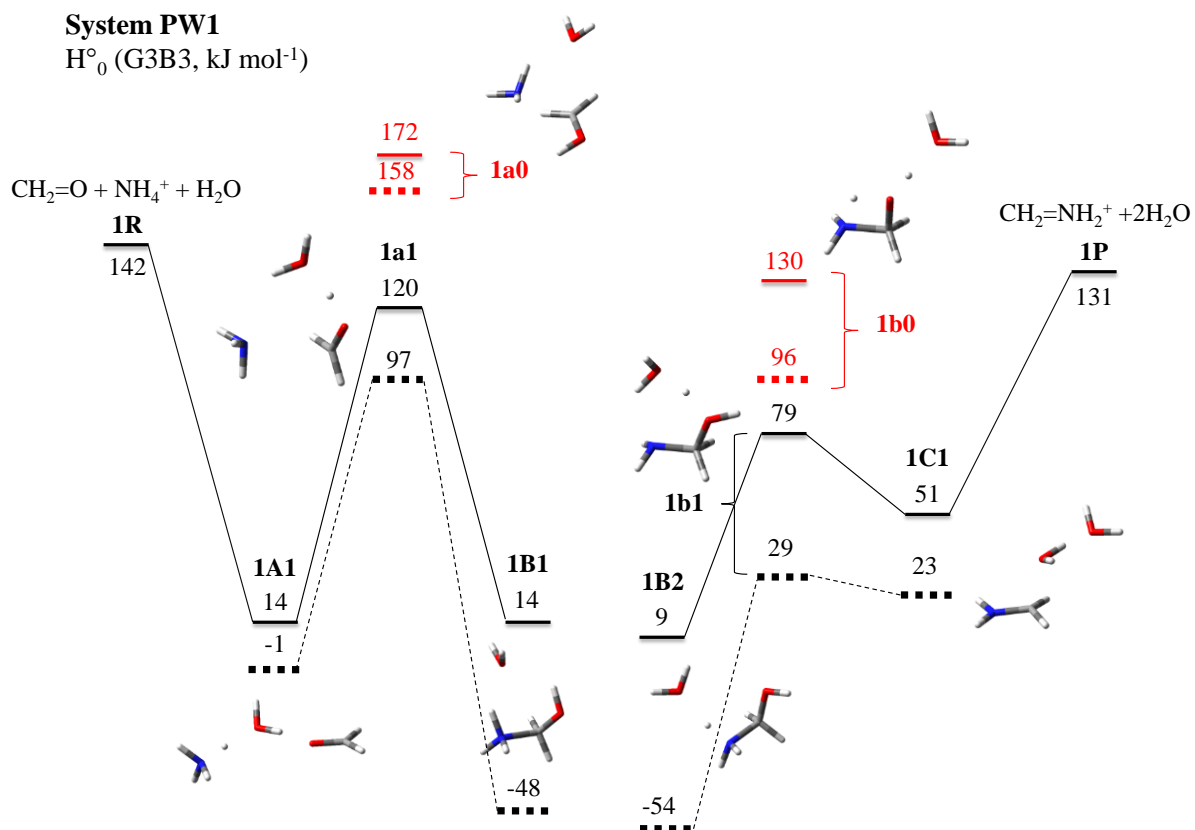 System PW1
H°₀ (G3B3, kJ mol⁻¹)
172
158
1a0
CH₂=O + NH₄⁺ + H₂O
1R
142
1a1
120
97
1A1
14
-1
1B1
14
-48
130
96
1b0
79
1b1
29
1B2
9
-54
1C1
51
23
CH₂=NH₂⁺ +2H₂O
1P
131